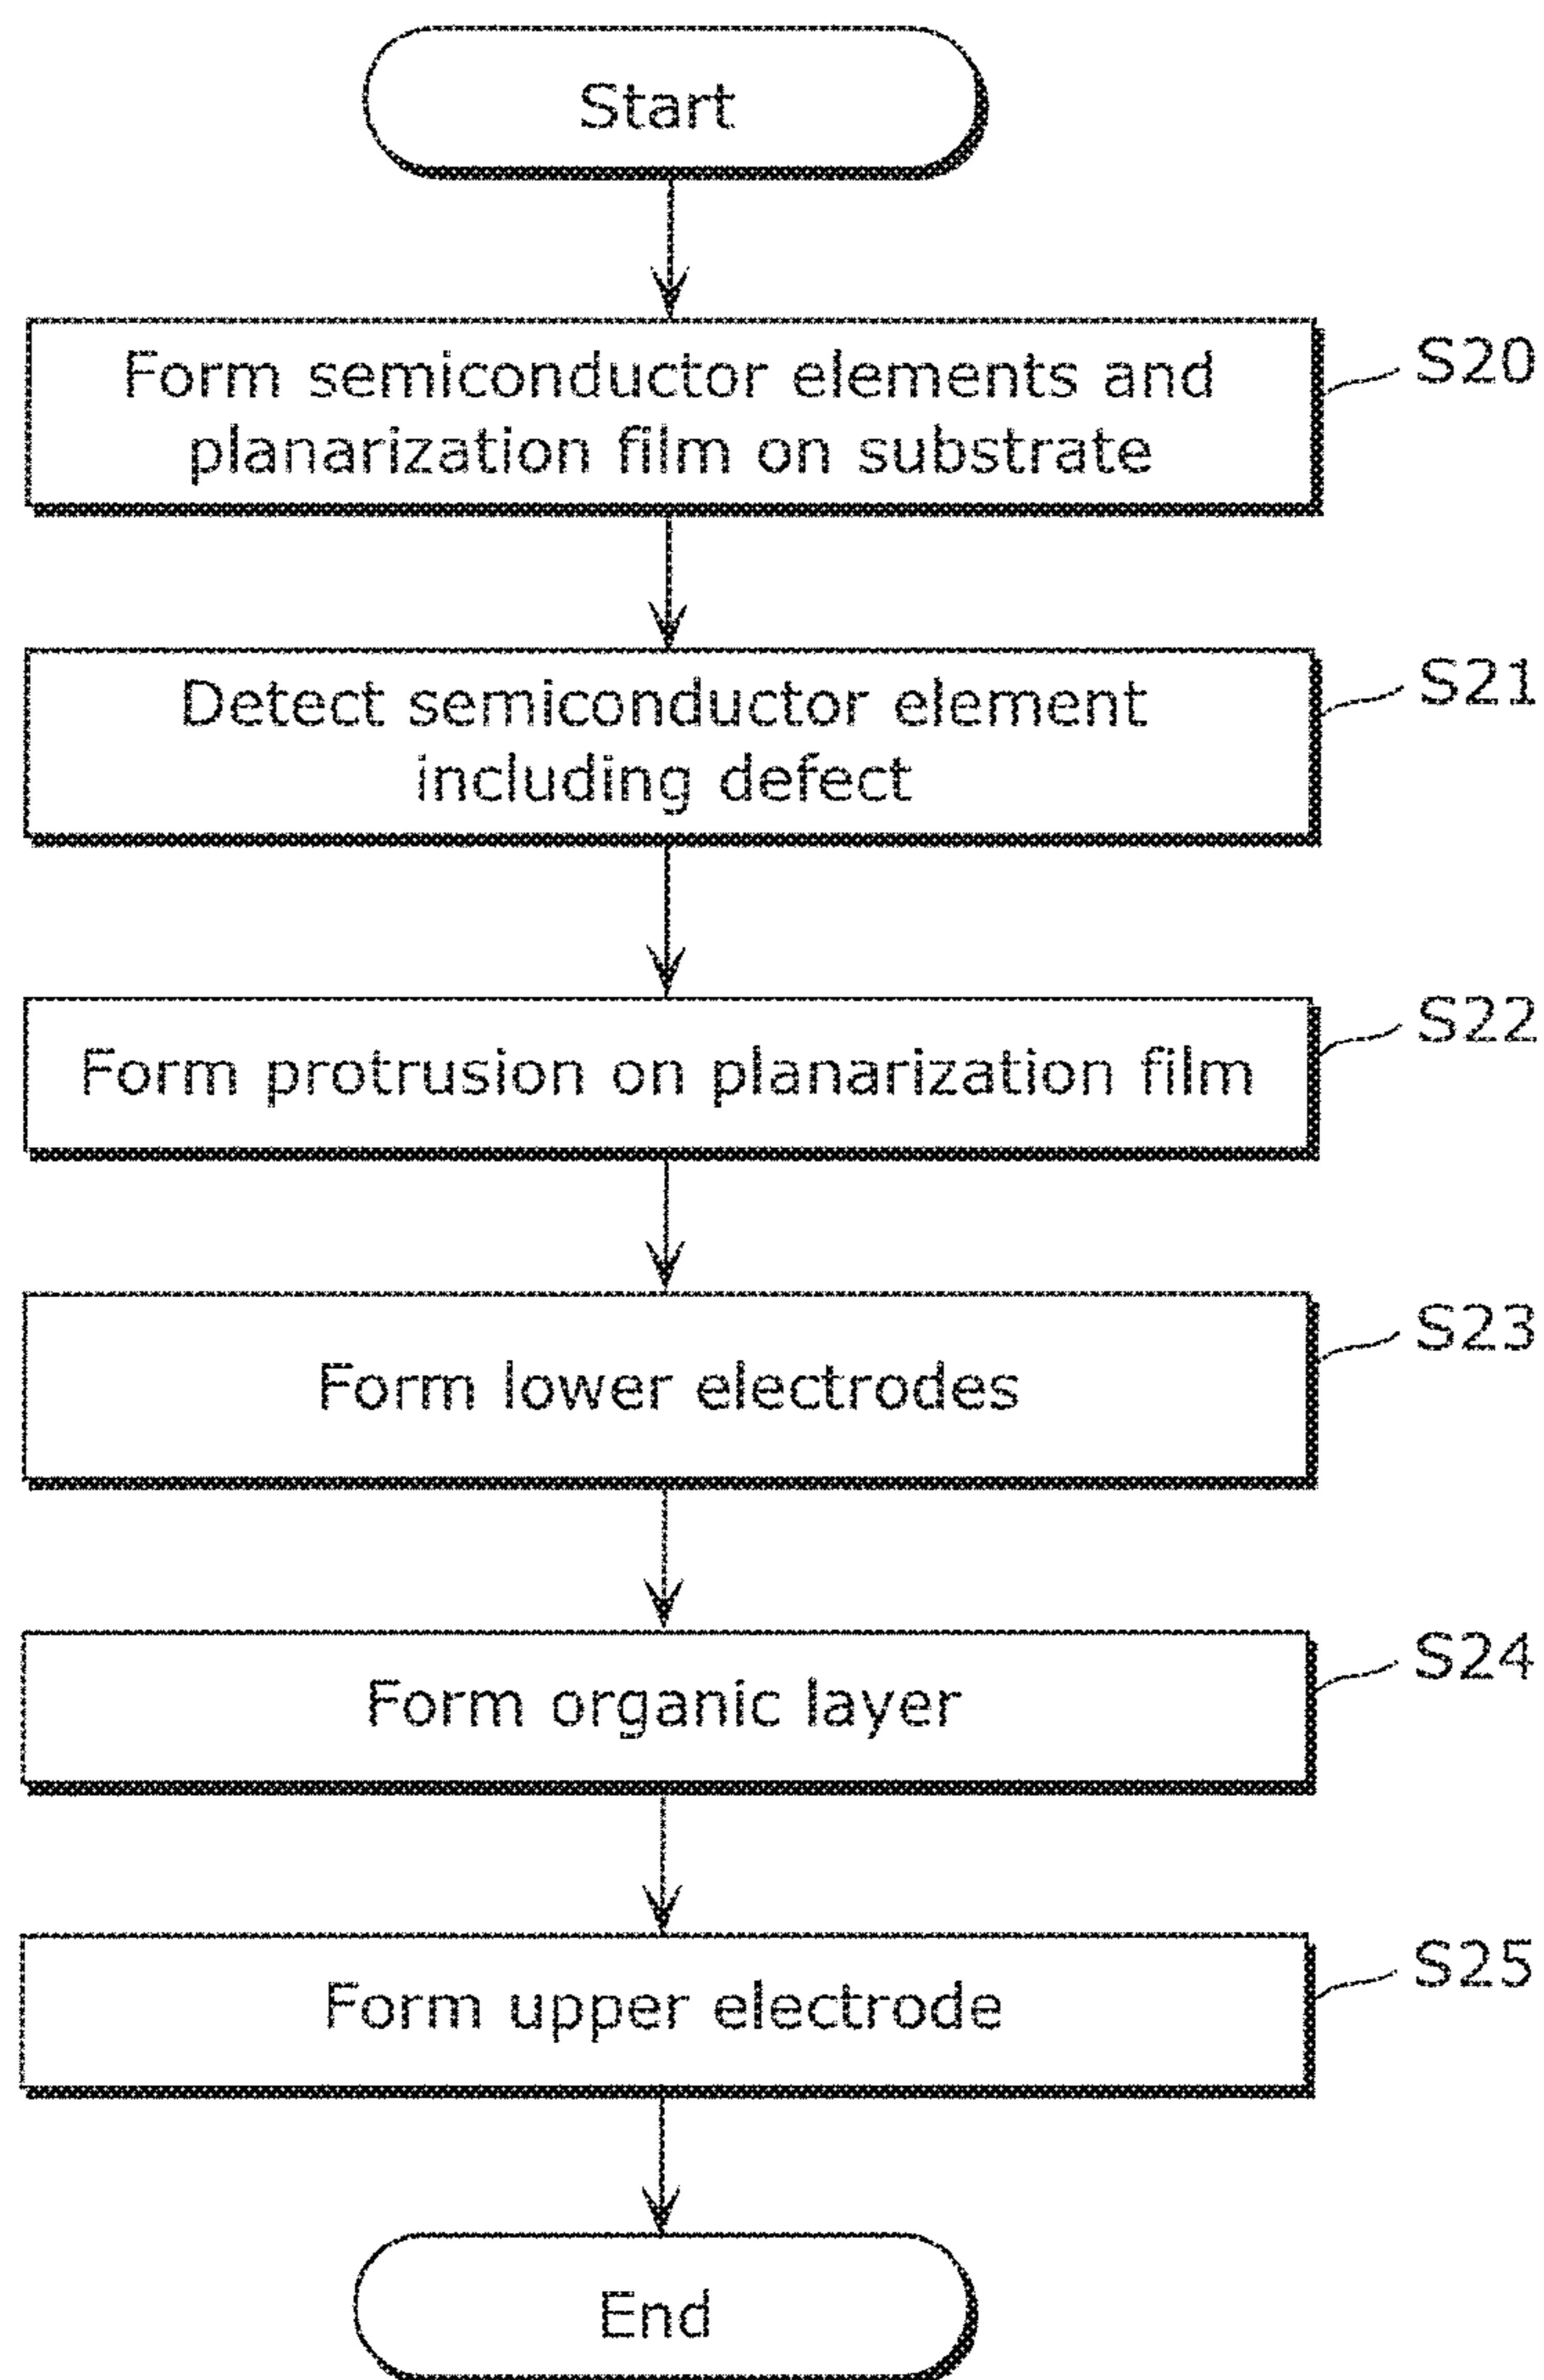 Start
Form semiconductor elements and
planarization film on substrate
S20
Detect semiconductor element
including defect
S21
Form protrusion on planarization film
S22
Form lower electrodes
S23
Form organic layer
S24
Form upper electrode
S25
End